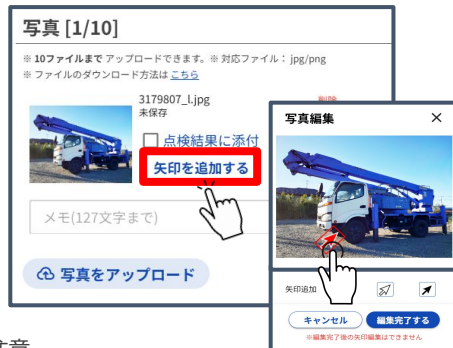 写真 [1/10]
※ 10ファイルまで アップロードできます。※ 対応ファイル： jpg/png
※ ファイルのダウンロード方法は こちら
3179807_l.jpg
未保存
削除
点検結果に添付
矢印を追加する
メモ(127文字まで)
写真をアップロード
写真編集
×
矢印追加
キャンセル
編集完了する
※編集完了後の矢印編集はできません
注意